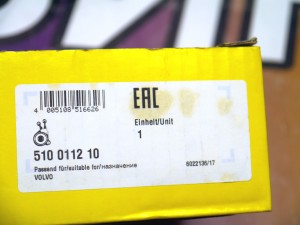 4 005108 516626
EAC
Einheit/Unit
1
510 0112 10
Passend für/suitable for/назначение
VOLVO
6022136/17